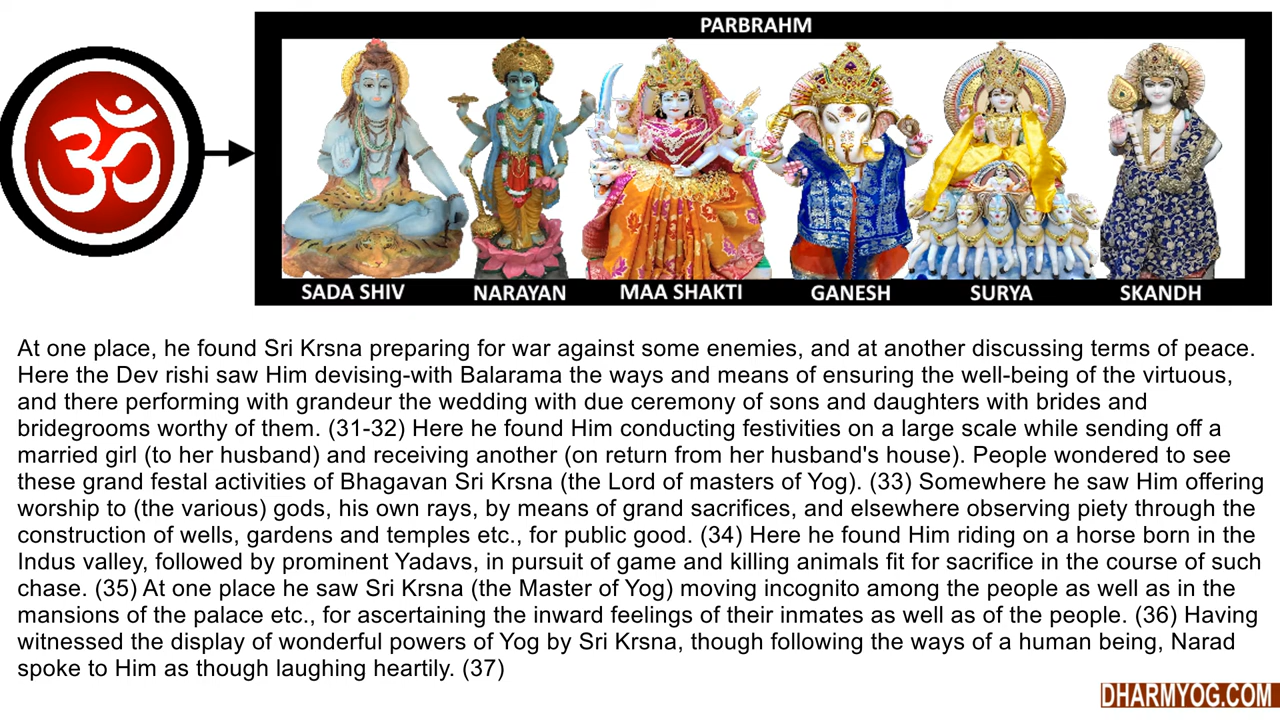 PARBRAHM
ॐ
SADA SHIV NARAYAN MAA SHAKTI GANESH SURYA SKANDH
At one place, he found Sri Krsna preparing for war against some enemies, and at another discussing terms of peace.
Here the Dev rishi saw Him devising-with Balarama the ways and means of ensuring the well-being of the virtuous,
and there performing with grandeur the wedding with due ceremony of sons and daughters with brides and
bridegrooms worthy of them. (31-32) Here he found Him conducting festivities on a large scale while sending off a
married girl (to her husband) and receiving another (on return from her husband's house). People wondered to see
these grand festal activities of Bhagavan Sri Krsna (the Lord of masters of Yog). (33) Somewhere he saw Him offering
worship to (the various) gods, his own rays, by means of grand sacrifices, and elsewhere observing piety through the
construction of wells, gardens and temples etc., for public good. (34) Here he found Him riding on a horse born in the
Indus valley, followed by prominent Yadavs, in pursuit of game and killing animals fit for sacrifice in the course of such
chase. (35) At one place he saw Sri Krsna (the Master of Yog) moving incognito among the people as well as in the
mansions of the palace etc., for ascertaining the inward feelings of their inmates as well as of the people. (36) Having
witnessed the display of wonderful powers of Yog by Sri Krsna, though following the ways of a human being, Narad
spoke to Him as though laughing heartily. (37)
DHARMYOG.COM